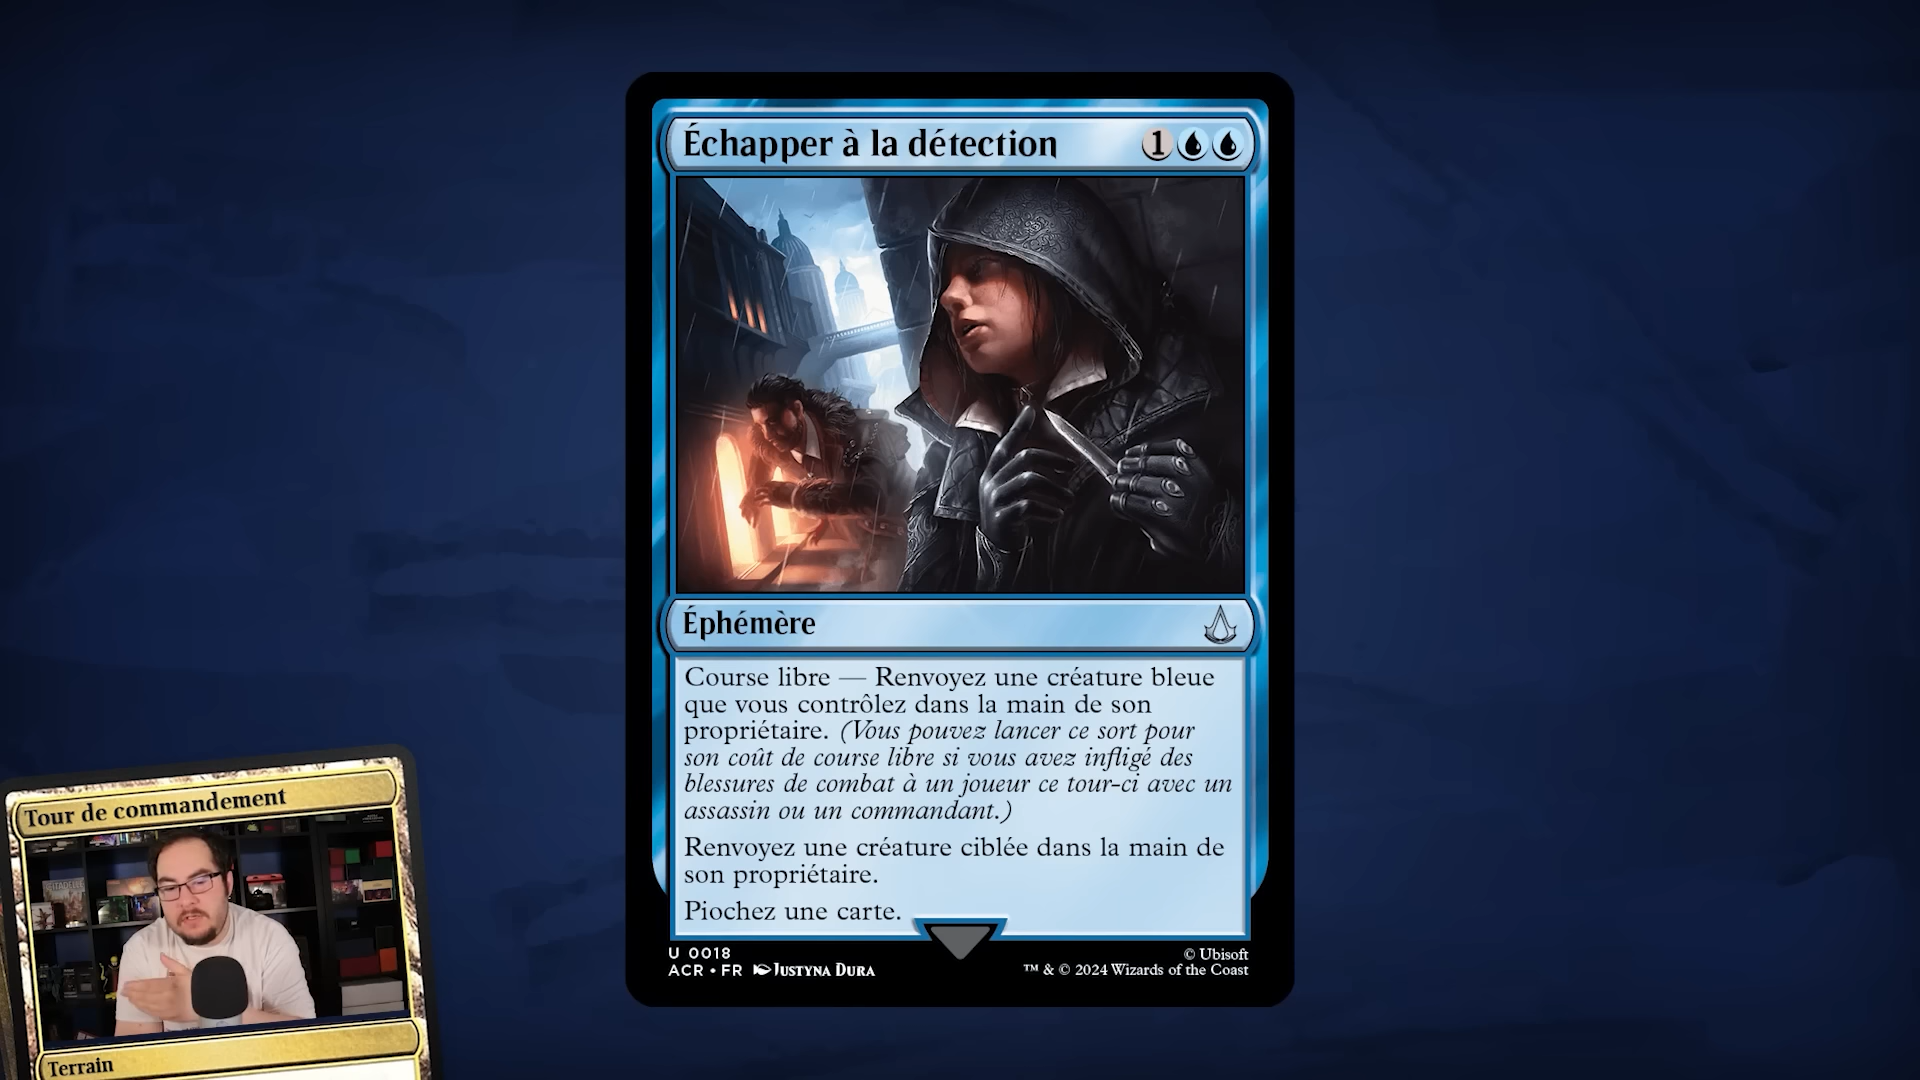 Échapper à la détection
1
Éphémère
Course libre — Renvoyez une créature bleue
que vous contrôlez dans la main de son
propriétaire. (Vous pouvez lancer ce sort pour
son coût de course libre si vous avez infligé des
blessures de combat à un joueur ce tour-ci avec un
assassin ou un commandant.)
Renvoyez une créature ciblée dans la main de
son propriétaire.
Piochez une carte.
U 0018
ACR • FR Justyna Dura
© Ubisoft
™ & © 2024 Wizards of the Coast
Tour de commandement
CITADELLES
Terrain